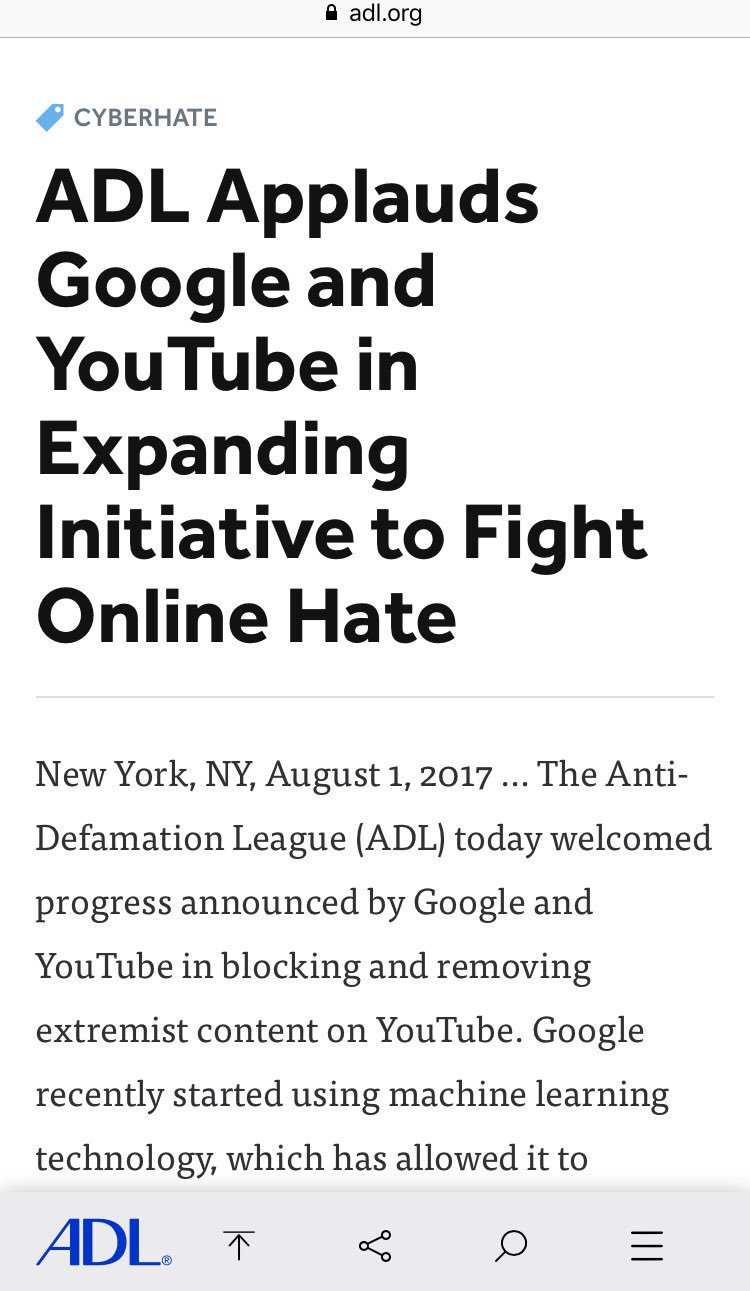 adl.org
CYBERHATE
ADL Applauds
Google and
YouTube in
Expanding
Initiative to Fight
Online Hate
New York, NY, August 1, 2017 ... The Anti-
Defamation League (ADL) today welcomed
progress announced by Google and
YouTube in blocking and removing
extremist content on YouTube. Google
recently started using machine learning
technology, which has allowed it to
ADL®